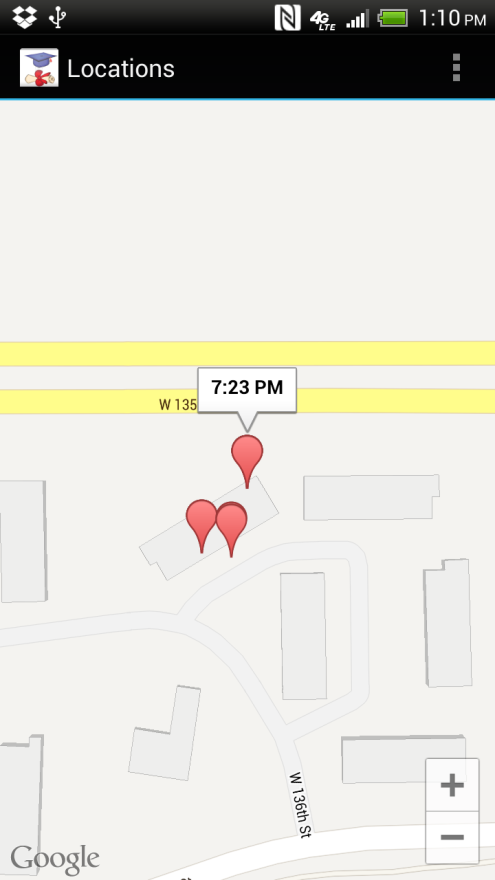 4G LTE 1:10 PM
Locations
W 135
7:23 PM
W 136th St
Google